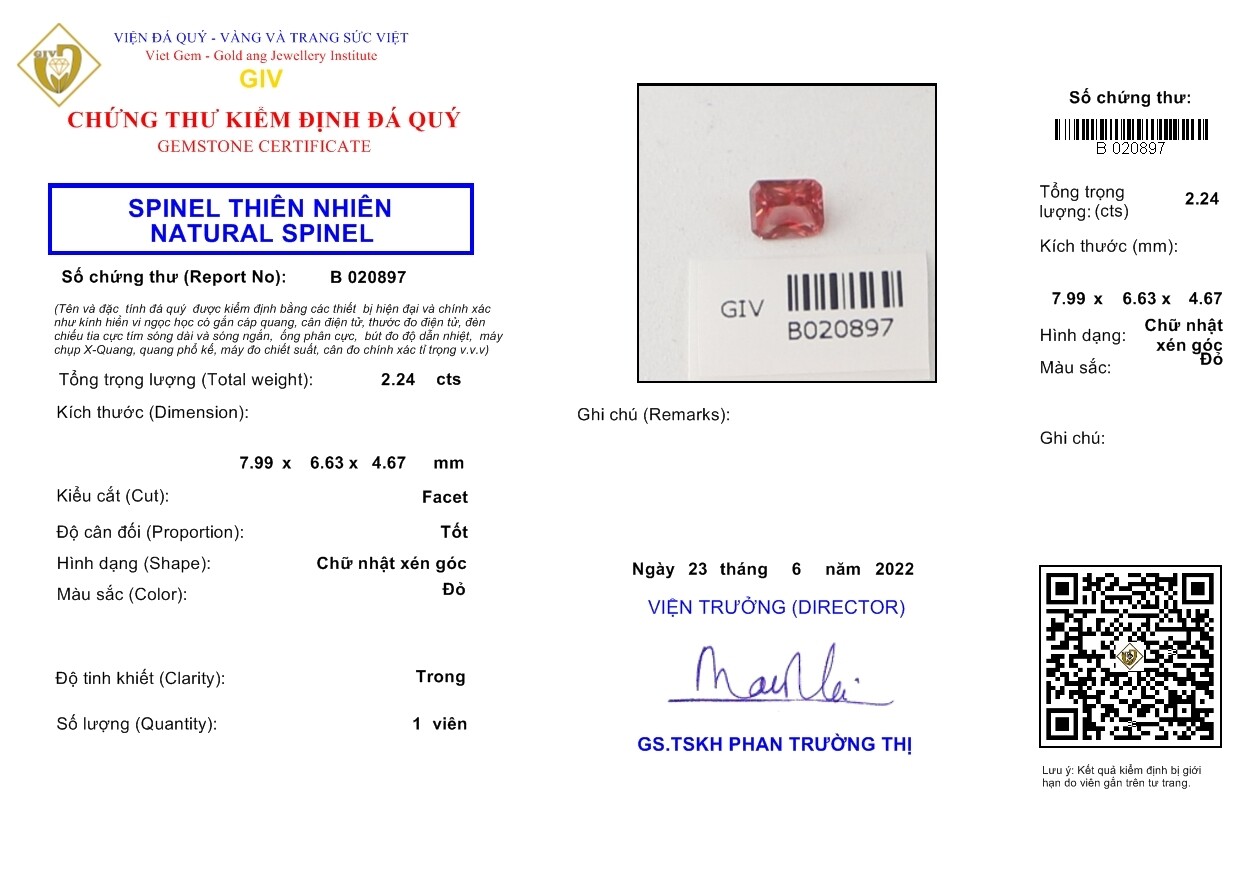 GIV
VIỆN ĐÁ QUÝ - VÀNG VÀ TRANG SỨC VIỆT
Viet Gem - Gold ang Jewellery Institute
GIV
CHỨNG THƯ KIỂM ĐỊNH ĐÁ QUÝ
GEMSTONE CERTIFICATE
SPINEL THIÊN NHIÊN
NATURAL SPINEL
Số chứng thư (Report No): B 020897
(Tên và đặc tính đá quý được kiểm định bằng các thiết bị hiện đại và chính xác
như kính hiển vi ngọc học có gắn cáp quang, cân điện tử, thước đo điện tử, đèn
chiếu tia cực tím sóng dài và sóng ngắn, ống phân cực, bút đo độ dẫn nhiệt, máy
chụp X-Quang, quang phổ kế, máy đo chiết suất, cân đo chính xác tỉ trọng v.v.v)
Tổng trọng lượng (Total weight): 2.24 cts
Kích thước (Dimension):
7.99 x 6.63 x 4.67 mm
Kiểu cắt (Cut): Facet
Độ cân đối (Proportion): Tốt
Hình dạng (Shape): Chữ nhật xén góc
Màu sắc (Color): Đỏ
Độ tinh khiết (Clarity): Trong
Số lượng (Quantity): 1 viên
GIV
B020897
Ghi chú (Remarks):
Ngày 23 tháng 6 năm 2022
VIỆN TRƯỞNG (DIRECTOR)
GS.TSKH PHAN TRƯỜNG THỊ
Số chứng thư:
B 020897
Tổng trọng
lượng: (cts) 2.24
Kích thước (mm):
7.99 x 6.63 x 4.67
Hình dạng: Chữ nhật
xén góc
Màu sắc: Đỏ
Ghi chú:
Lưu ý: Kết quả kiểm định bị giới
hạn do viên gắn trên tư trang.